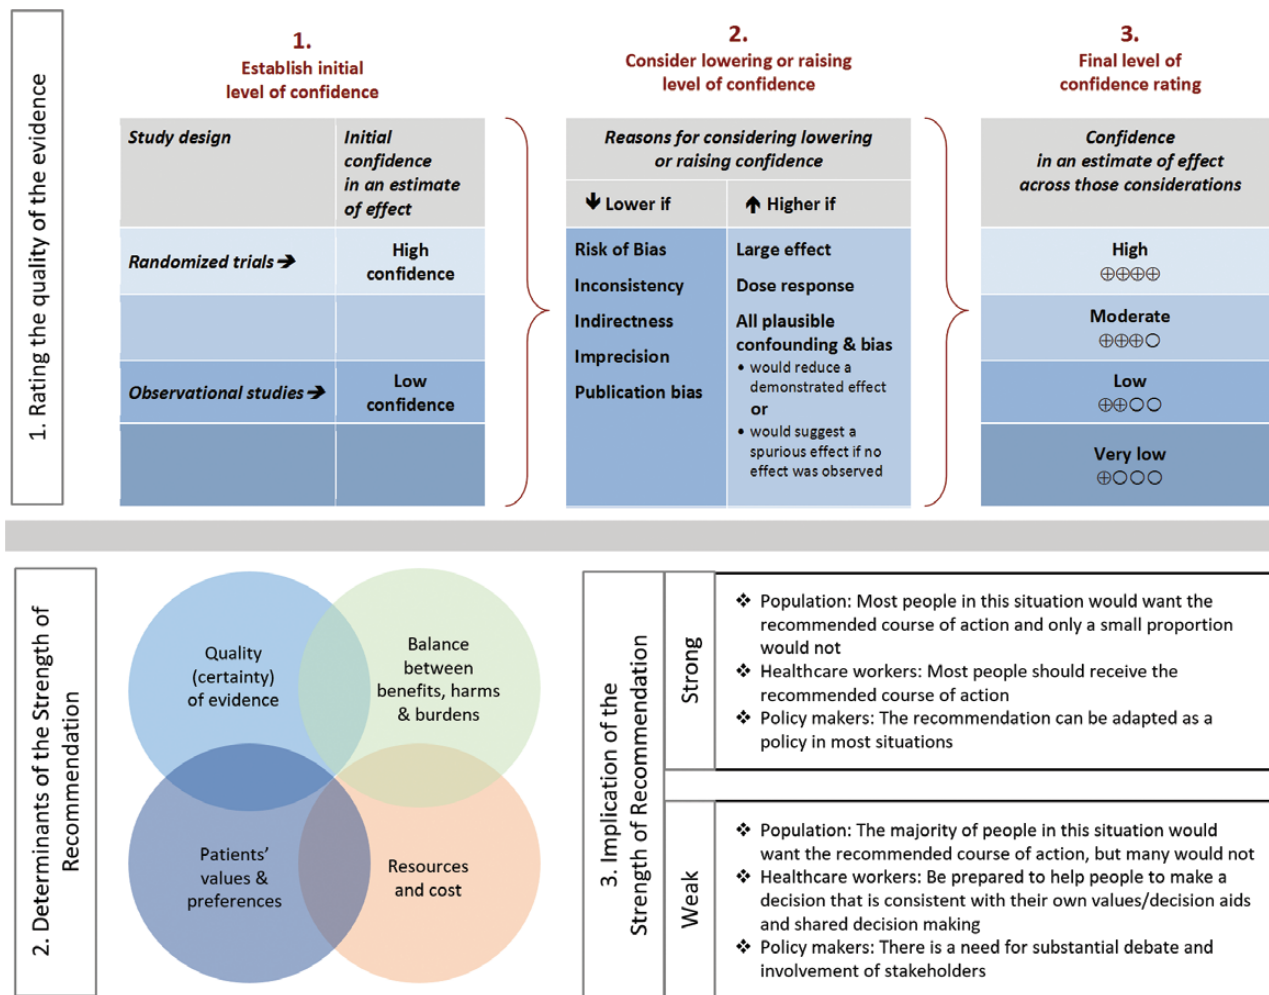 1. Rating the quality of the evidence
1.
Establish initial
level of confidence
Study design
Initial
confidence
in an estimate
of effect
Randomized trials ➔
High
confidence
Observational studies ➔
Low
confidence
2.
Consider lowering or raising
level of confidence
Reasons for considering lowering
or raising confidence
🡇 Lower if
🡅 Higher if
Risk of Bias
Inconsistency
Indirectness
Imprecision
Publication bias
Large effect
Dose response
All plausible
confounding & bias
• would reduce a
demonstrated effect
or
• would suggest a
spurious effect if no
effect was observed
3.
Final level of
confidence rating
Confidence
in an estimate of effect
across those considerations
High
⊕⊕⊕⊕
Moderate
⊕⊕⊕○
Low
⊕⊕○○
Very low
⊕○○○
2. Determinants of the Strength of
Recommendation
Quality
(certainty)
of evidence
Balance
between
benefits, harms
& burdens
Patients'
values &
preferences
Resources
and cost
3. Implication of the
Strength of Recommendation
Strong
❖ Population: Most people in this situation would want the
recommended course of action and only a small proportion
would not
❖ Healthcare workers: Most people should receive the
recommended course of action
❖ Policy makers: The recommendation can be adapted as a
policy in most situations
Weak
❖ Population: The majority of people in this situation would
want the recommended course of action, but many would not
❖ Healthcare workers: Be prepared to help people to make a
decision that is consistent with their own values/decision aids
and shared decision making
❖ Policy makers: There is a need for substantial debate and
involvement of stakeholders